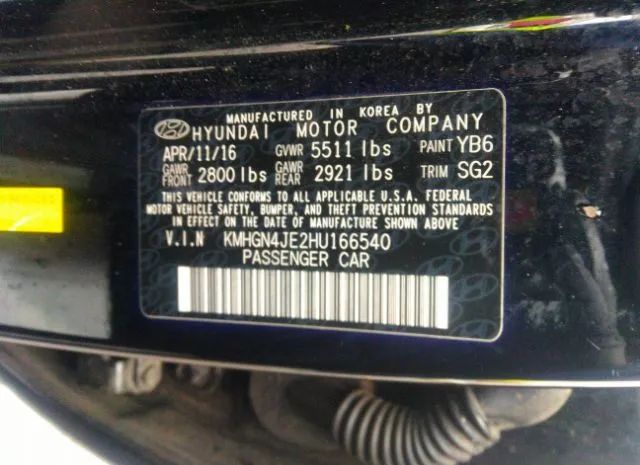 MANUFACTURED IN KOREA BY
HYUNDAI MOTOR COMPANY
APR/11/16 GVWR 5511 lbs PAINT YB6
GAWR FRONT 2800 lbs GAWR REAR 2921 lbs TRIM SG2
THIS VEHICLE CONFORMS TO ALL APPLICABLE U.S.A. FEDERAL
MOTOR VEHICLE SAFETY, BUMPER, AND THEFT PREVENTION
STANDARDS IN EFFECT ON THE DATE OF MANUFACTURE SHOWN ABOVE
V.I.N KMHGN4JE2HU166540
PASSENGER CAR